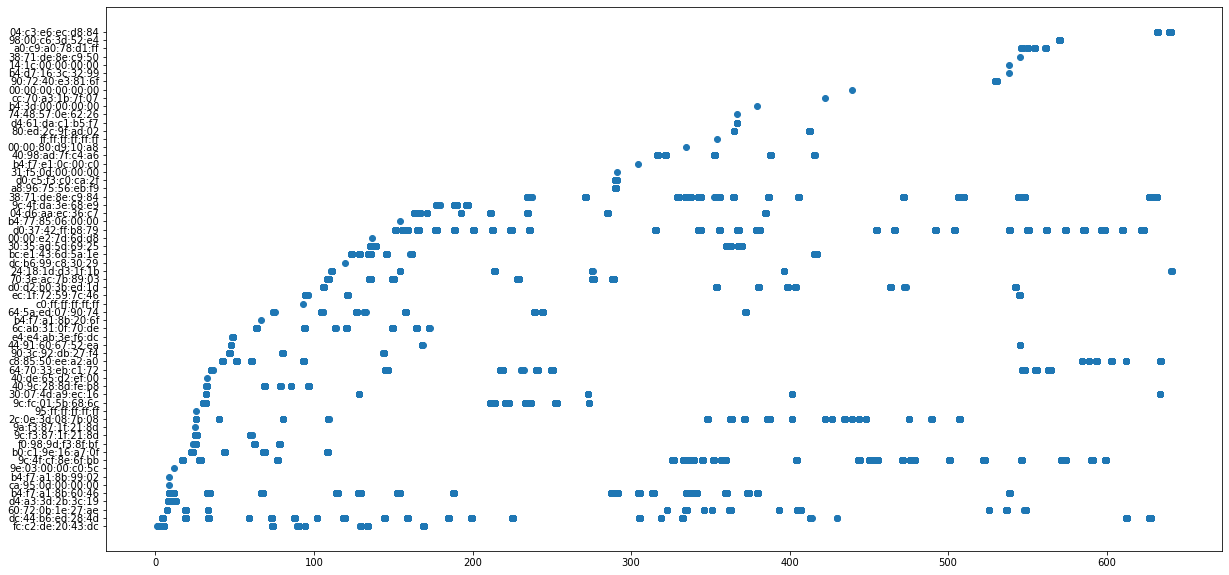 04:c3:e6:ec:d8:84
98:00:c6:3d:52:e4
a0:c9:a0:78:d1:ff
38:71:de:8e:c9:50
14:1c:00:00:00:00
64:d7:16:3c:32:99
90:72:40:e3:81:6f
00:00:00:00:00:00
cc:70:a3:1b:7f:07
b4:3d:00:00:00:00
74:48:57:0e:62:26
d4:61:da:c1:b5:f7
80:ed:2c:9f:ad:02
ff:ff:ff:ff:ff:ff
00:00:80:d9:10:a8
40:98:ad:7f:c4:a6
b4:f7:e1:0c:00:c0
31:f5:0d:00:00:00
d0:c5:f3:c0:ca:2f
a8:96:75:56:eb:f9
38:71:de:8e:c9:84
9c:4f:da:3e:68:e9
04:d6:aa:ec:36:c7
b4:77:85:06:00:00
d0:37:42:ff:b8:79
00:00:e2:7d:6d:d8
30:35:ad:5d:69:25
bc:e1:43:6d:5a:1e
dc:b6:99:c8:30:29
24:18:1d:d3:1f:1b
70:3e:ac:7b:89:03
d0:d2:b0:3b:ed:1d
ec:1f:72:59:7c:46
c0:ff:ff:ff:ff:ff
64:5a:ed:07:90:74
b4:f7:a1:8b:20:6f
6c:ab:31:0f:70:de
e4:e4:ab:3e:f6:dc
44:91:60:67:52:ea
90:3c:92:db:27:f4
c8:85:50:ee:a2:a0
64:70:33:eb:c1:72
40:de:65:d2:ef:00
40:9c:28:8d:fe:b8
30:07:4d:a9:ec:16
9c:fc:01:5b:68:6c
95:ff:ff:ff:ff:ff
2c:0e:3d:08:7b:08
9a:f3:87:1f:21:8d
9c:f3:87:1f:21:8d
f0:98:9d:f3:8f:bf
b0:c1:9e:16:a7:0f
9c:4f:cf:8e:6f:bb
9e:03:00:00:c0:5c
b4:f7:a1:8b:99:02
ca:95:0d:00:00:00
b4:f7:a1:8b:60:46
d4:a3:3d:2b:3c:19
60:72:0b:1e:27:ae
dc:44:b6:ed:28:4d
fc:c2:de:20:43:dc
0 100 200 300 400 500 600